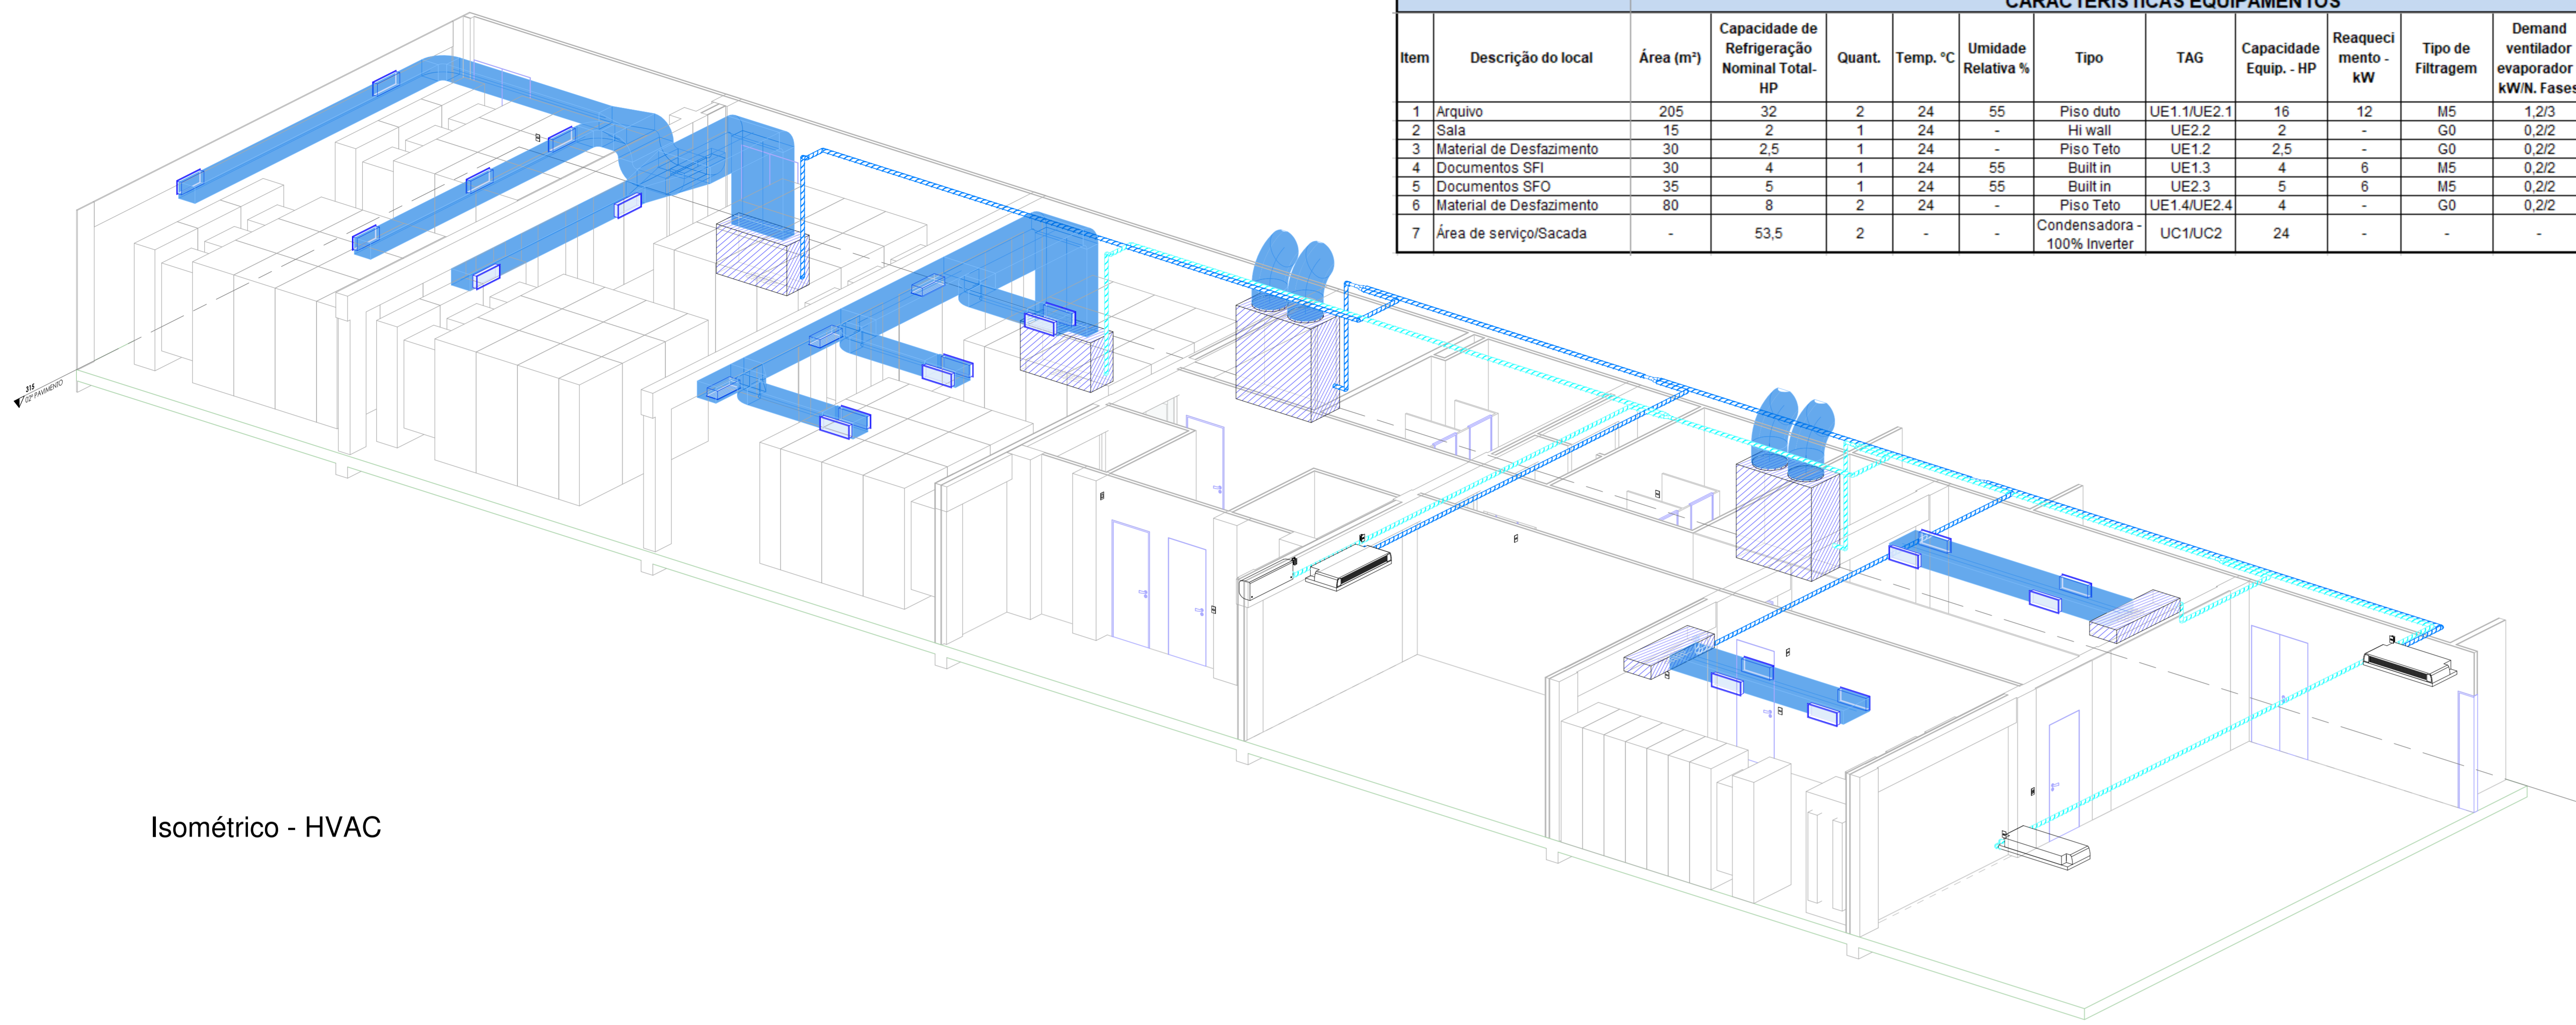 CARACTERÍSTICAS EQUIPAMENTOS
Item | Descrição do local | Área (m²) | Capacidade de Refrigeração Nominal Total- HP | Quant. | Temp. ºC | Umidade Relativa % | Tipo | TAG | Capacidade Equip. - HP | Reaqueci mento - kW | Tipo de Filtragem | Demand ventilador evaporador kW/N. Fases
1 | Arquivo | 205 | 32 | 2 | 24 | 55 | Piso duto | UE1.1/UE2.1 | 16 | 12 | M5 | 1,2/3
2 | Sala | 15 | 2 | 1 | 24 | - | Hi wall | UE2.2 | 2 | - | G0 | 0,2/2
3 | Material de Desfazimento | 30 | 2,5 | 1 | 24 | - | Piso Teto | UE1.2 | 2,5 | - | G0 | 0,2/2
4 | Documentos SFI | 30 | 4 | 1 | 24 | 55 | Built in | UE1.3 | 4 | 6 | M5 | 0,2/2
5 | Documentos SFO | 35 | 5 | 1 | 24 | 55 | Built in | UE2.3 | 5 | 6 | M5 | 0,2/2
6 | Material de Desfazimento | 80 | 8 | 2 | 24 | - | Piso Teto | UE1.4/UE2.4 | 4 | - | G0 | 0,2/2
7 | Área de serviço/Sacada | - | 53,5 | 2 | - | - | Condensadora - 100% Inverter | UC1/UC2 | 24 | - | - | -
315
02º PAVIMENTO
Isométrico - HVAC